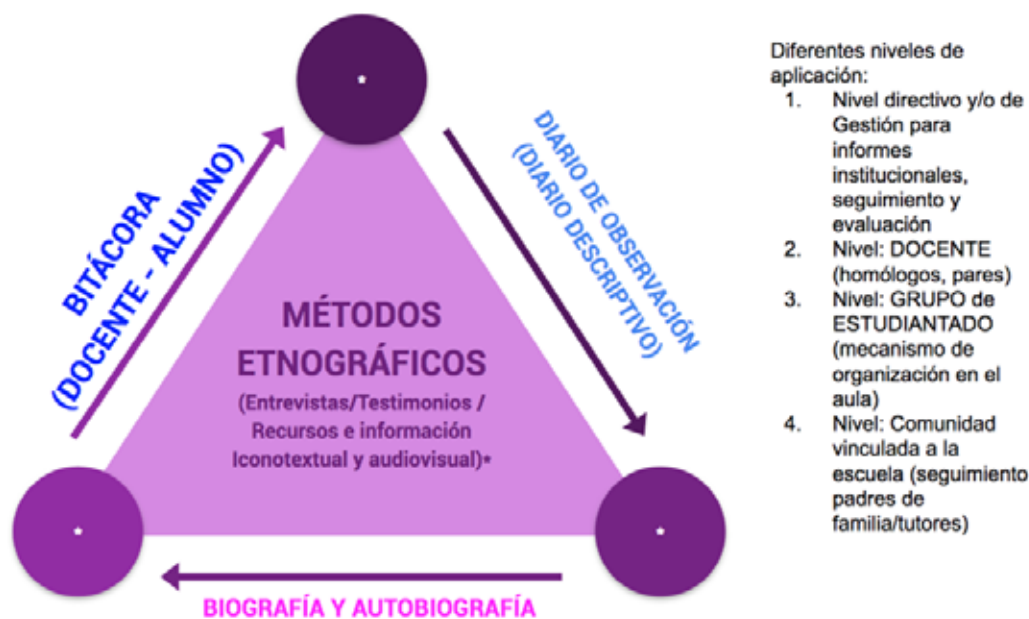 *
BITÁCORA
(DOCENTE - ALUMNO)
DIARIO DE OBSERVACIÓN
(DIARIO DESCRIPTIVO)
MÉTODOS
ETNOGRÁFICOS
(Entrevistas/Testimonios /
Recursos e información
Iconotextual y audiovisual)*
*
*
BIOGRAFÍA Y AUTOBIOGRAFÍA
Diferentes niveles de
aplicación:
1. Nivel directivo y/o de
Gestión para
informes
institucionales,
seguimiento y
evaluación
2. Nivel: DOCENTE
(homólogos, pares)
3. Nivel: GRUPO de
ESTUDIANTADO
(mecanismo de
organización en el
aula)
4. Nivel: Comunidad
vinculada a la
escuela (seguimiento
padres de
familia/tutores)